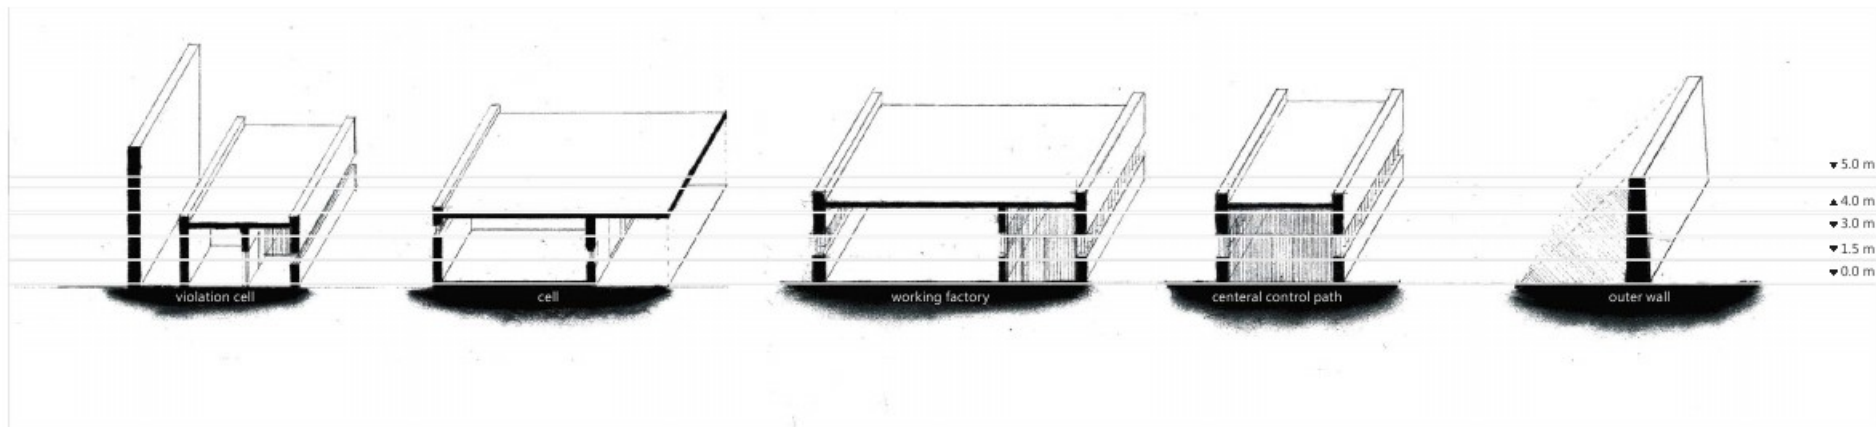 violation cell
cell
working factory
centeral control path
outer wall
▼ 5.0 m
▲ 4.0 m
▼ 3.0 m
▼ 1.5 m
▼ 0.0 m